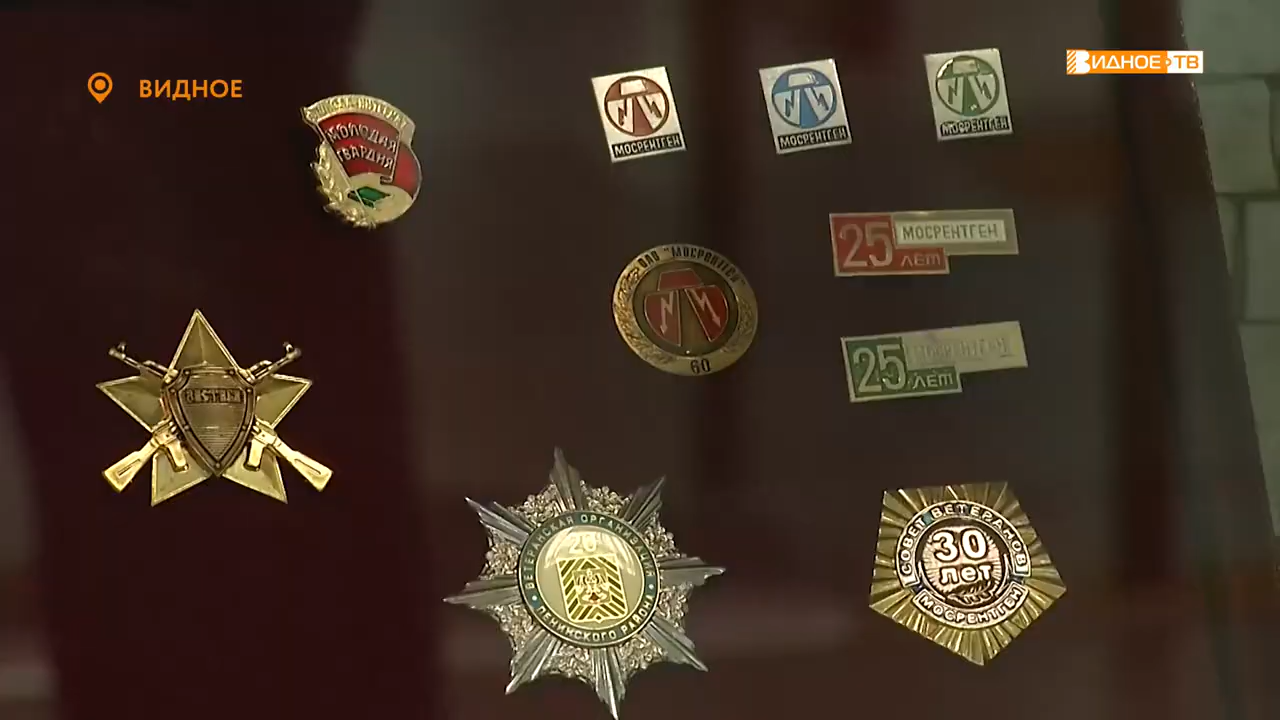 ВИДНОЕ
ВИДНОЕ ТВ
МОЛОДАЯ
ГВАРДИЯ
МОСРЕНТГЕН
МОСРЕНТГЕН
МОСРЕНТГЕН
25
МОСРЕНТГЕН
ЛЕТ
ОАО "МОСРЕНТГЕН"
60
25
МОСРЕНТГЕН
ЛЕТ
ВЕТЕРАНСКАЯ ОРГАНИЗАЦИЯ
ЛЕНИНСКОГО РАЙОНА
СОВЕТ ВЕТЕРАНОВ
30
лет
МОСРЕНТГЕН